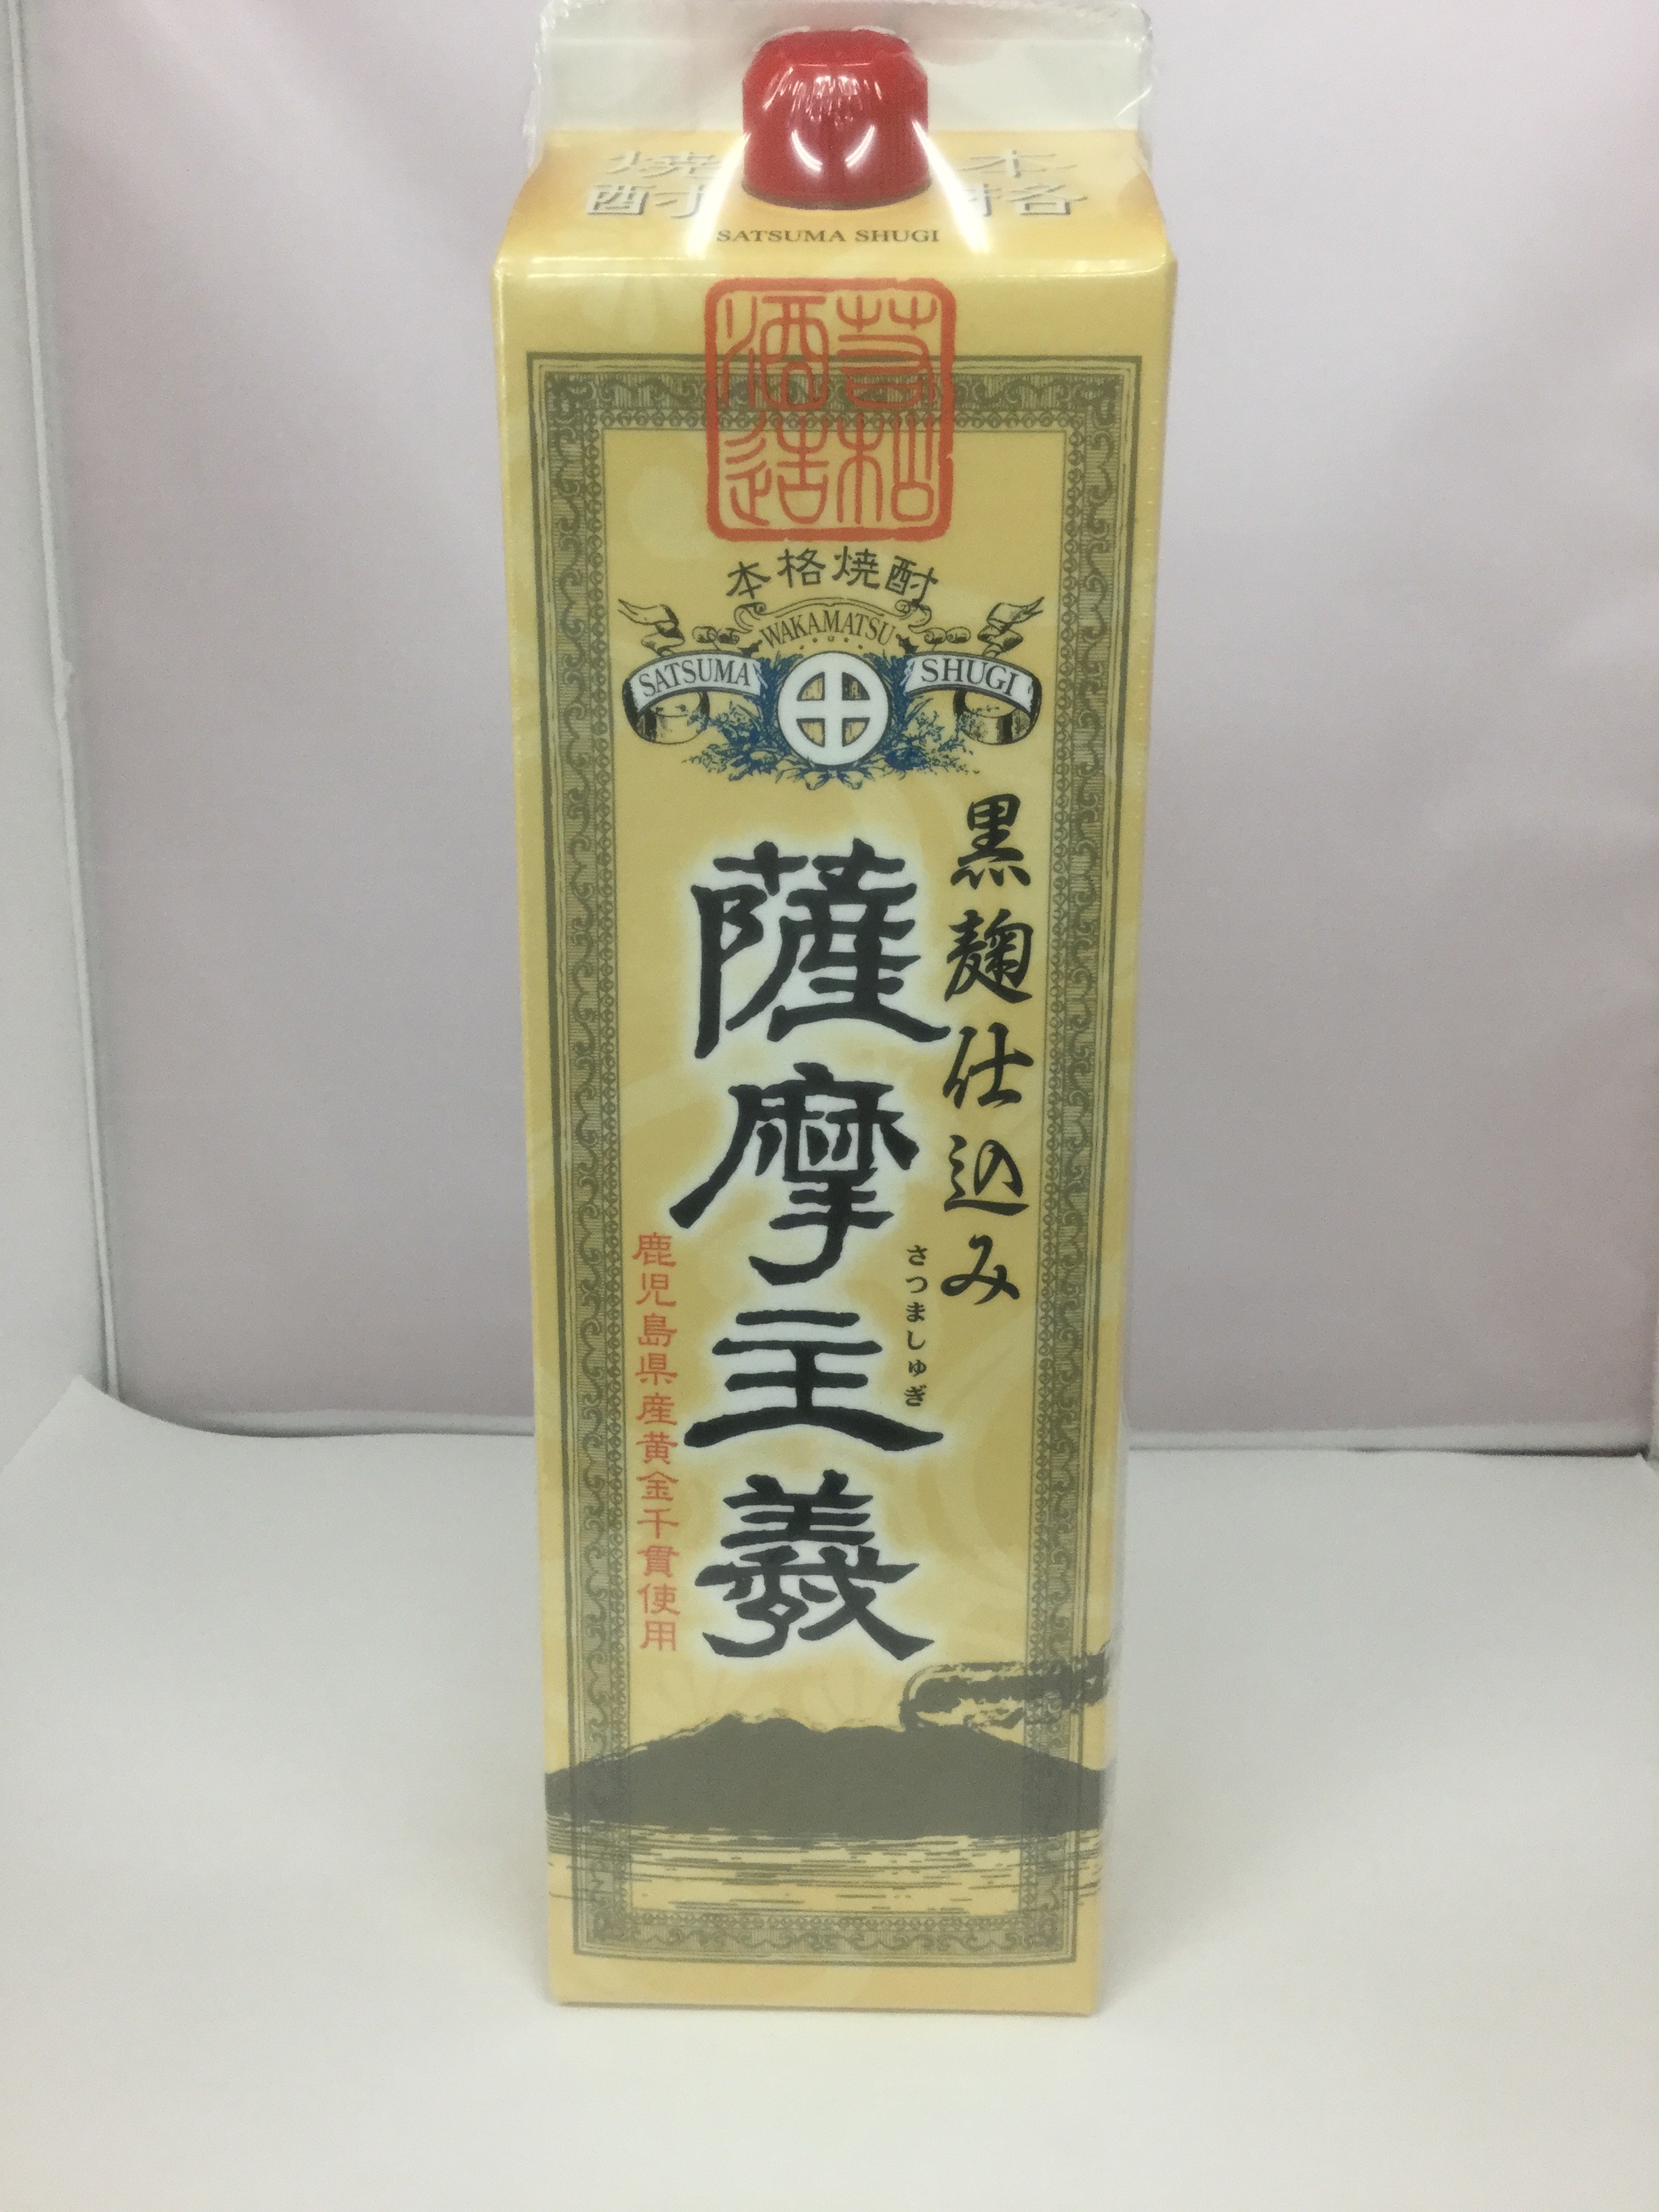 本格
焼酎
SATSUMA SHUGI
若松
酒造
本格焼酎
WAKAMATSU
SATSUMA SHUGI
黒麹仕込み
薩摩主義
さつましゅぎ
鹿児島県産黄金千貫使用